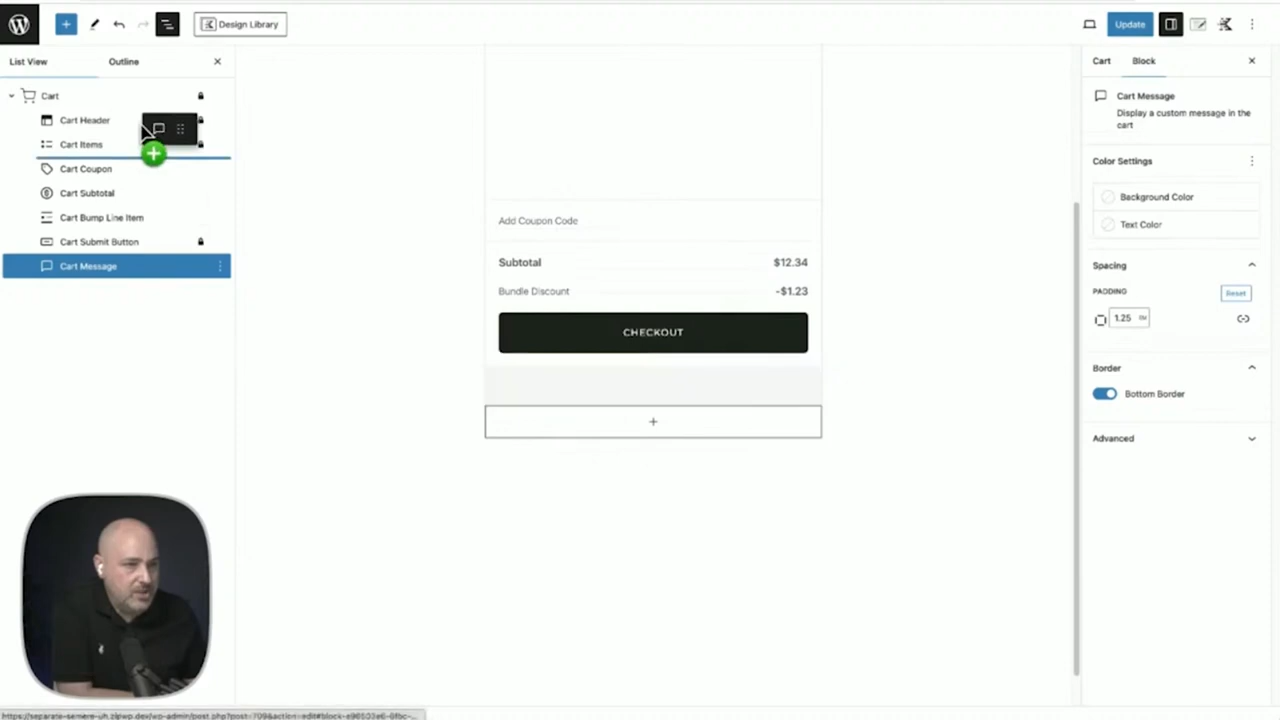 Design Library
Update
List View
Outline
Cart
Cart Header
Cart Items
Cart Coupon
Cart Subtotal
Cart Bump Line Item
Cart Submit Button
Cart Message
Add Coupon Code
Subtotal
$12.34
Bundle Discount
-$1.23
CHECKOUT
Cart
Block
Cart Message
Display a custom message in the
cart
Color Settings
Background Color
Text Color
Spacing
PADDING
Reset
1.25
EM
Border
Bottom Border
Advanced